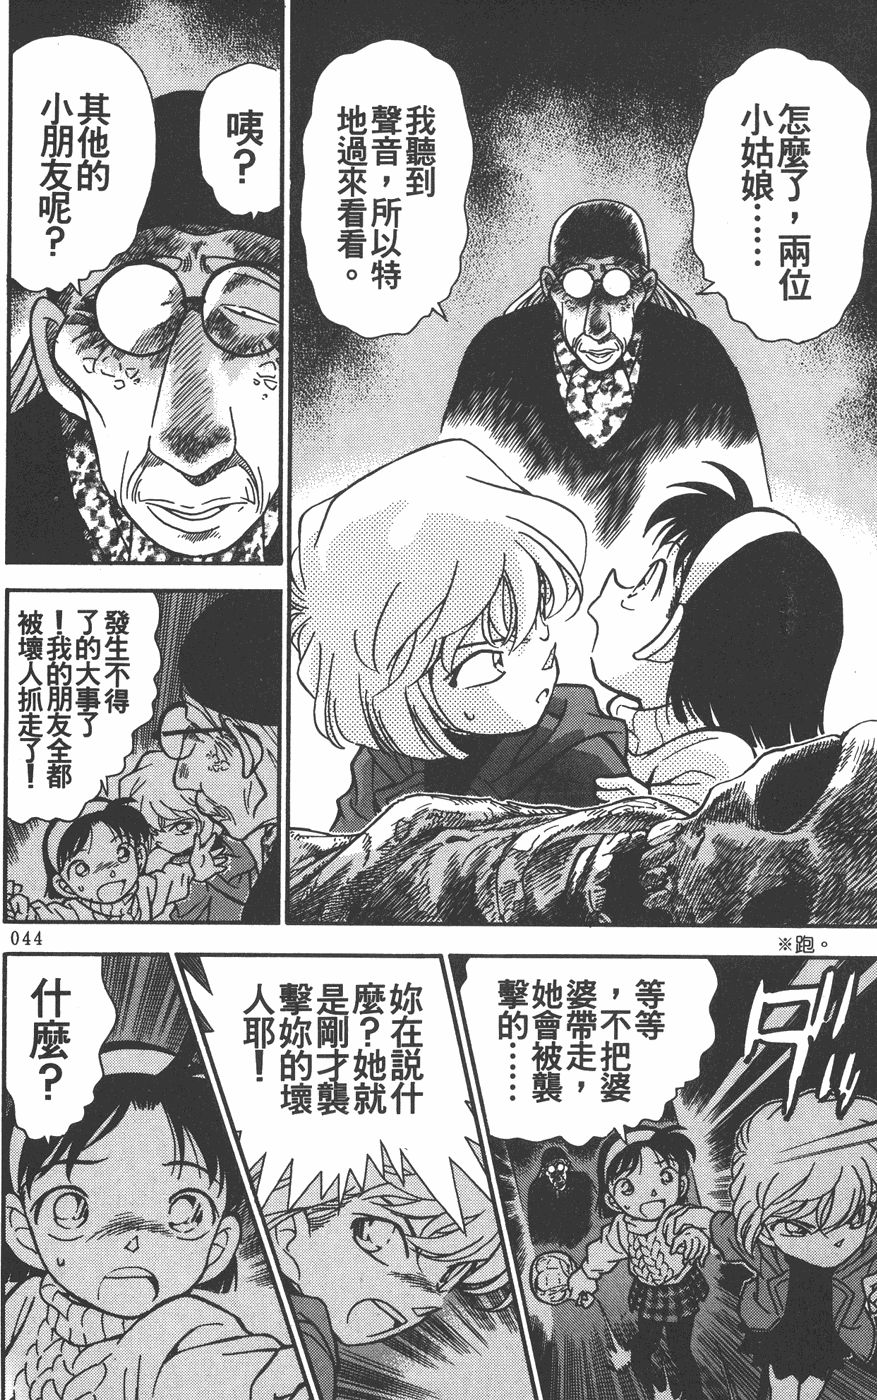 怎麼了，兩位
小姑娘……
我聽到
聲音，所以特
地過來看看。
咦？
其他的
小朋友呢？
發生不得
了的大事了
！我的朋友全都
被壞人抓走了！
044
※跑。
ダッ
等等
，不把婆
婆帶走，
她會被襲
擊的……
妳在説什
麼？她就
是剛才襲
擊妳的壞
人耶！
什麼？